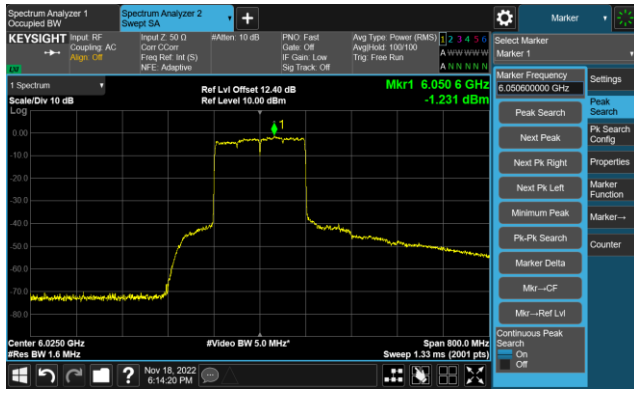 Spectrum Analyzer 1
Occupied BW
Spectrum Analyzer 2
Swept SA
Marker
KEYSIGHT
Input: RF
Coupling: AC
Align: Off
Input Z: 50 Ω
Corr CCorr
Freq Ref: Int (S)
NFE: Adaptive
#Atten: 10 dB
PNO: Fast
Gate: Off
IF Gain: Low
Sig Track: Off
Avg Type: Power (RMS)
Avg|Hold: 100/100
Trig: Free Run
1 2 3 4 5 6
A W W W W W
A N N N N N
Select Marker
Marker 1
1 Spectrum
Scale/Div 10 dB
Log
Ref Lvl Offset 12.40 dB
Ref Level 10.00 dBm
Mkr1 6.050 6 GHz
-1.231 dBm
1
0.00
-10.0
-20.0
-30.0
-40.0
-50.0
-60.0
-70.0
-80.0
Center 6.0250 GHz
#Res BW 1.6 MHz
#Video BW 5.0 MHz*
Span 800.0 MHz
Sweep 1.33 ms (2001 pts)
Marker Frequency
6.050600000 GHz
Peak Search
Next Peak
Next Pk Right
Next Pk Left
Minimum Peak
Pk-Pk Search
Marker Delta
Mkr→CF
Mkr→Ref Lvl
Continuous Peak
Search
On
Off
Settings
Peak
Search
Pk Search
Config
Properties
Marker
Function
Marker→
Counter
?
Nov 18, 2022
6:14:20 PM